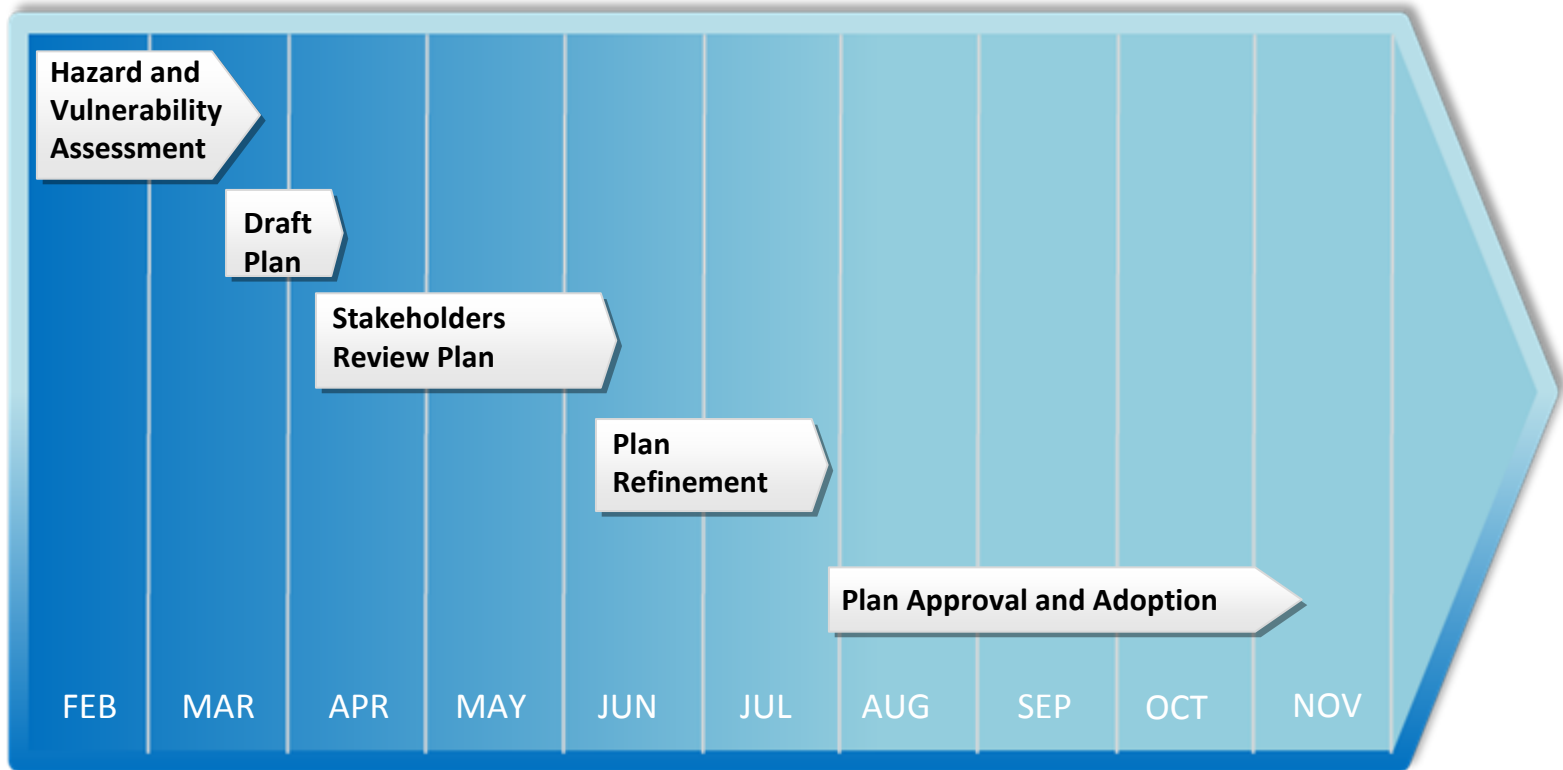 Hazard and
Vulnerability
Assessment
Draft
Plan
Stakeholders
Review Plan
Plan
Refinement
Plan Approval and Adoption
FEB MAR APR MAY JUN JUL AUG SEP OCT NOV